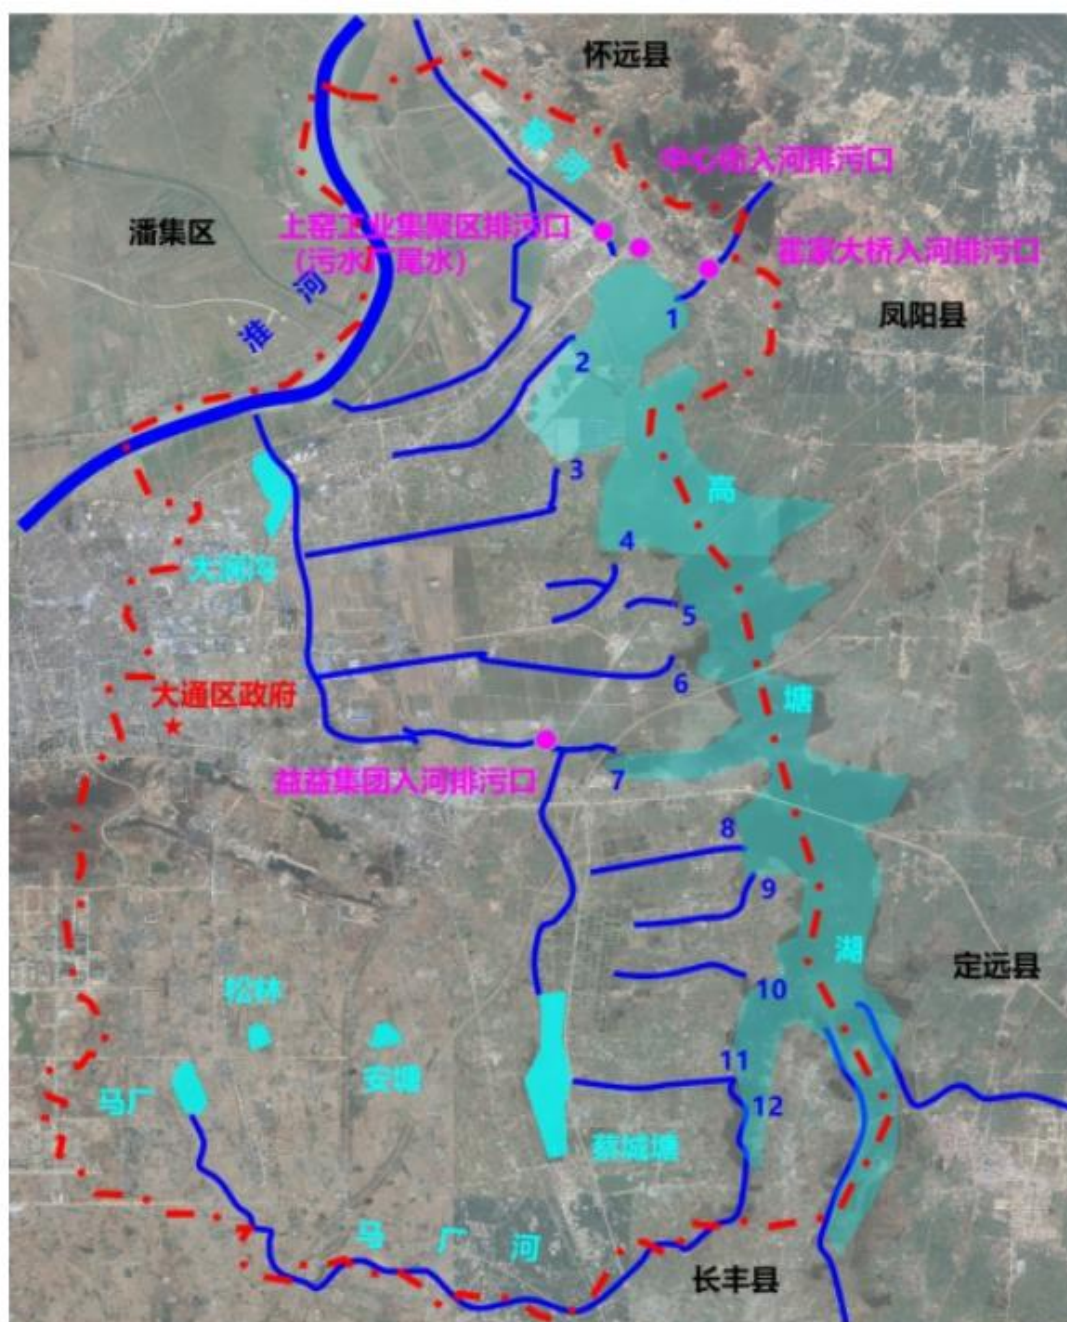 怀远县
窑河
中心街入河排污口
潘集区
上窑工业集聚区排污口
（污水厂尾水）
霍家大桥入河排污口
淮河
凤阳县
1
2
3
高
4
大涧沟
5
6
大通区政府
塘
益益集团入河排污口
7
8
9
湖
定远县
松林
10
安塘
马厂
11
12
蔡城塘
马厂河
长丰县